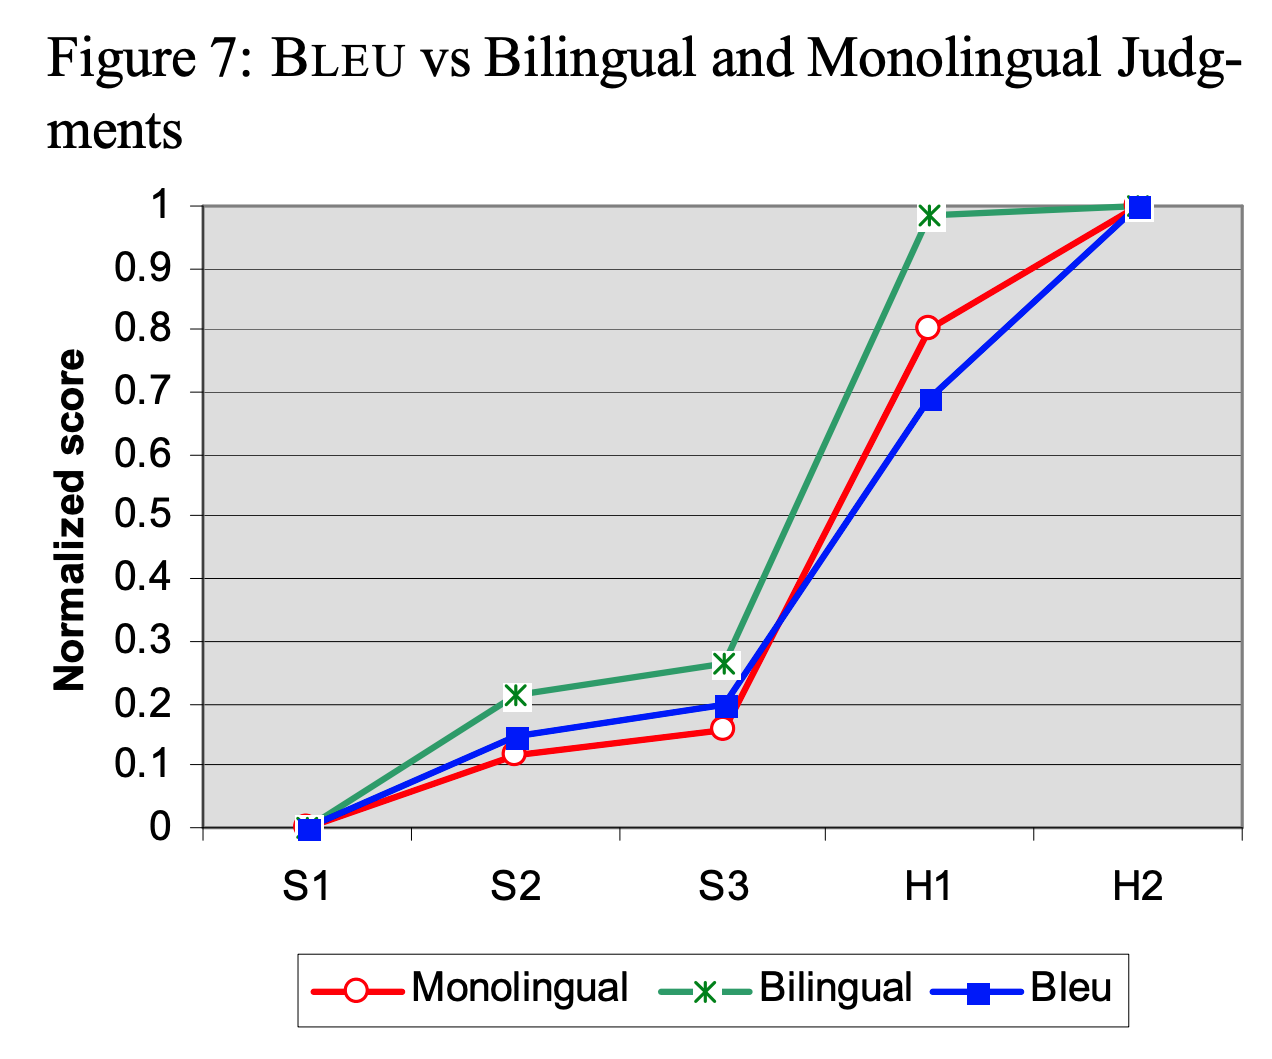 Figure 7: BLEU vs Bilingual and Monolingual Judg-
ments
1
0.9
0.8
0.7
0.6
0.5
0.4
0.3
0.2
0.1
0
Normalized score
S1 S2 S3 H1 H2
Monolingual Bilingual Bleu